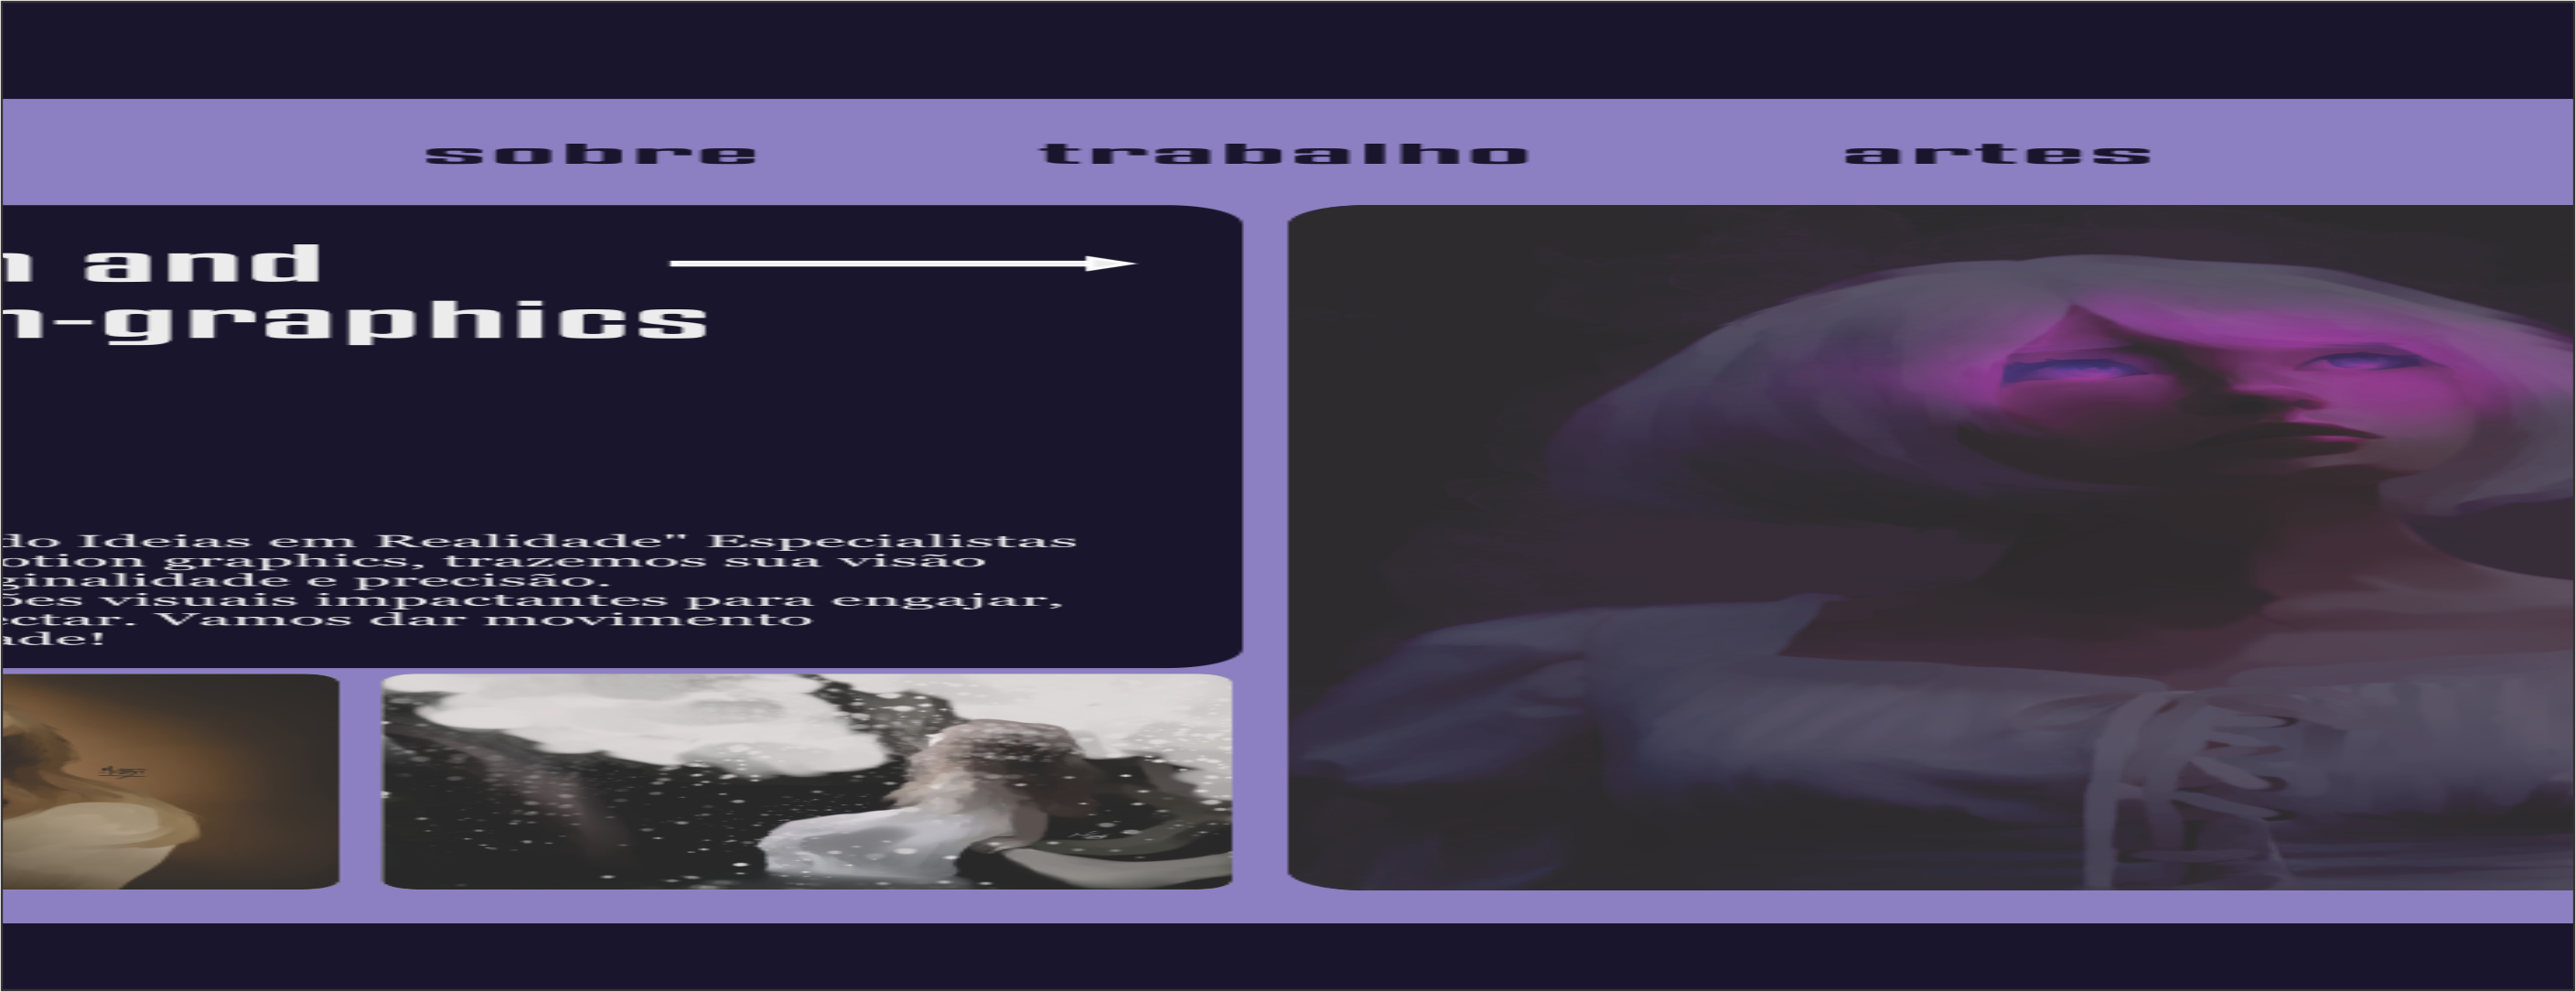 sobre trabalho artes
and
-graphics
do Ideias em Realidade" Especialistas
otion graphics, trazemos sua visão
ginalidade e precisão.
ões visuais impactantes para engajar,
ectar. Vamos dar movimento
ade!